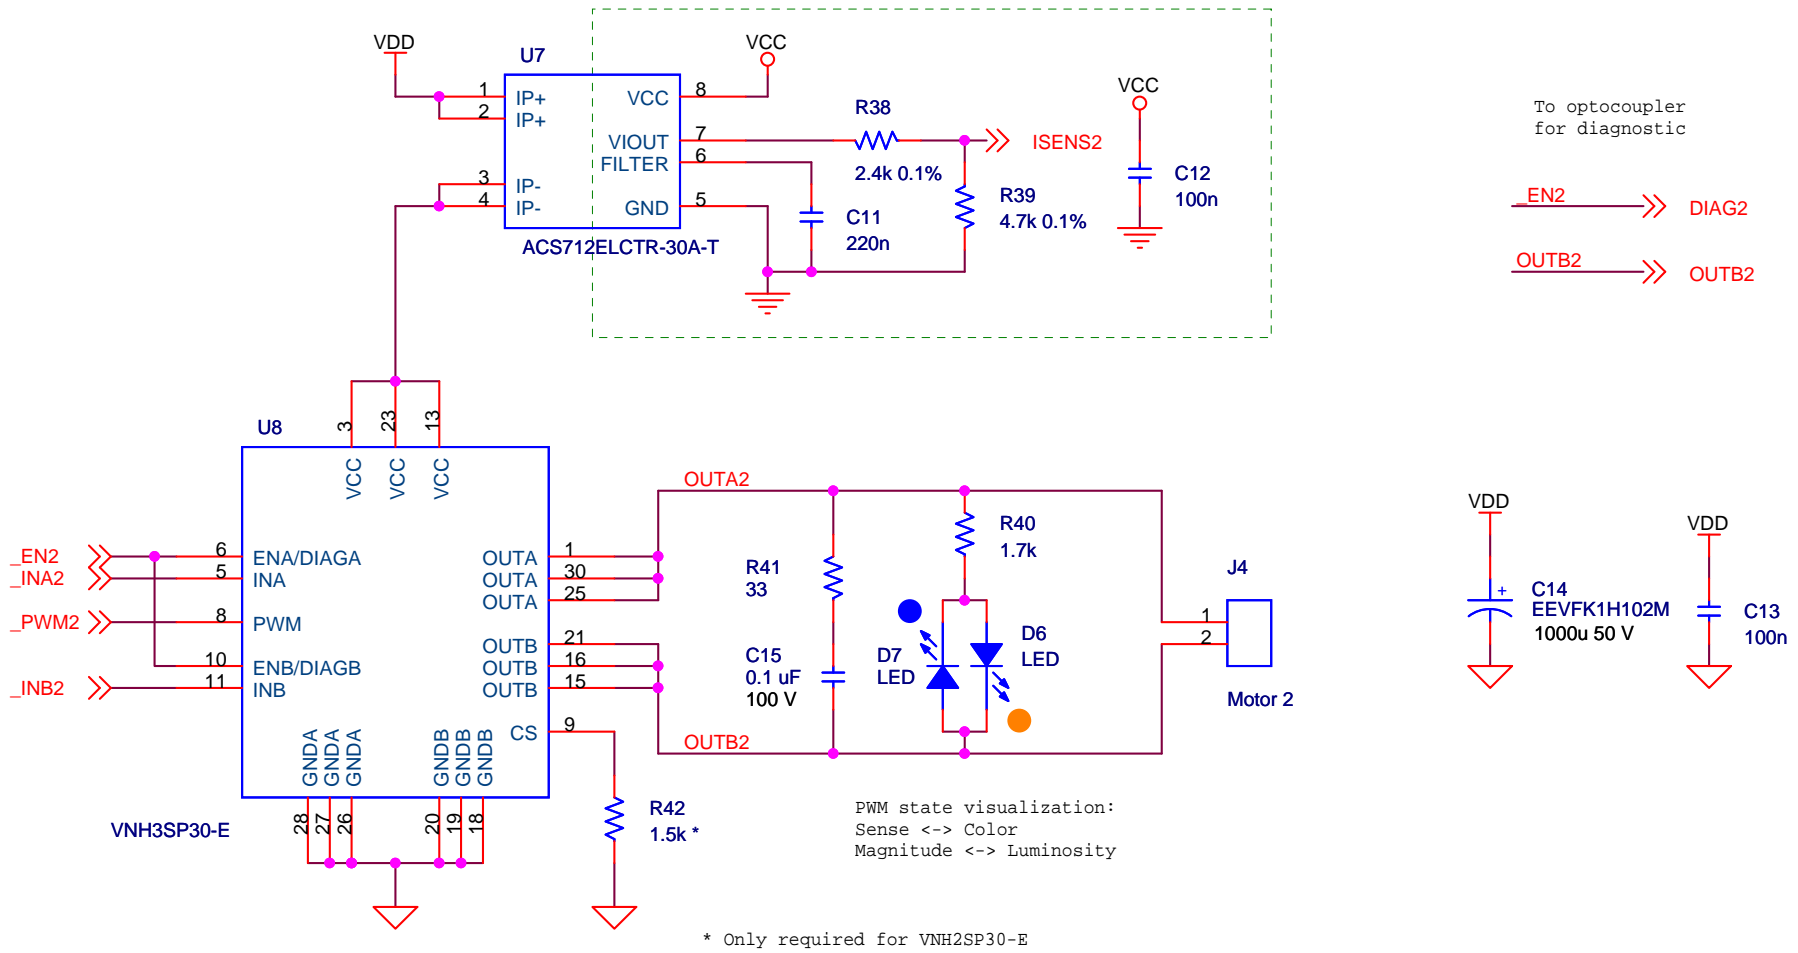 VDD
U7
1
IP+
2
IP+
3
IP-
4
IP-
VCC
8
VIOUT
7
FILTER
6
GND
5
ACS712ELCTR-30A-T
VCC
R38
2.4k 0.1%
ISENS2
R39
4.7k 0.1%
C11
220n
VCC
C12
100n
To optocoupler
for diagnostic
_EN2
DIAG2
OUTB2
OUTB2
U8
3
23
13
VCC
VCC
VCC
_EN2
6
ENA/DIAGA
_INA2
5
INA
_PWM2
8
PWM
10
ENB/DIAGB
_INB2
11
INB
OUTA
1
OUTA
30
OUTA
25
OUTB
21
OUTB
16
OUTB
15
CS
9
GNDA
GNDA
GNDA
GNDB
GNDB
GNDB
28
27
26
20
19
18
VNH3SP30-E
R42
1.5k *
OUTA2
R41
33
C15
0.1 uF
100 V
R40
1.7k
D7
LED
D6
LED
OUTB2
J4
1
2
Motor 2
VDD
+
C14
EEVFK1H102M
1000u 50 V
VDD
C13
100n
PWM state visualization:
Sense <-> Color
Magnitude <-> Luminosity
* Only required for VNH2SP30-E